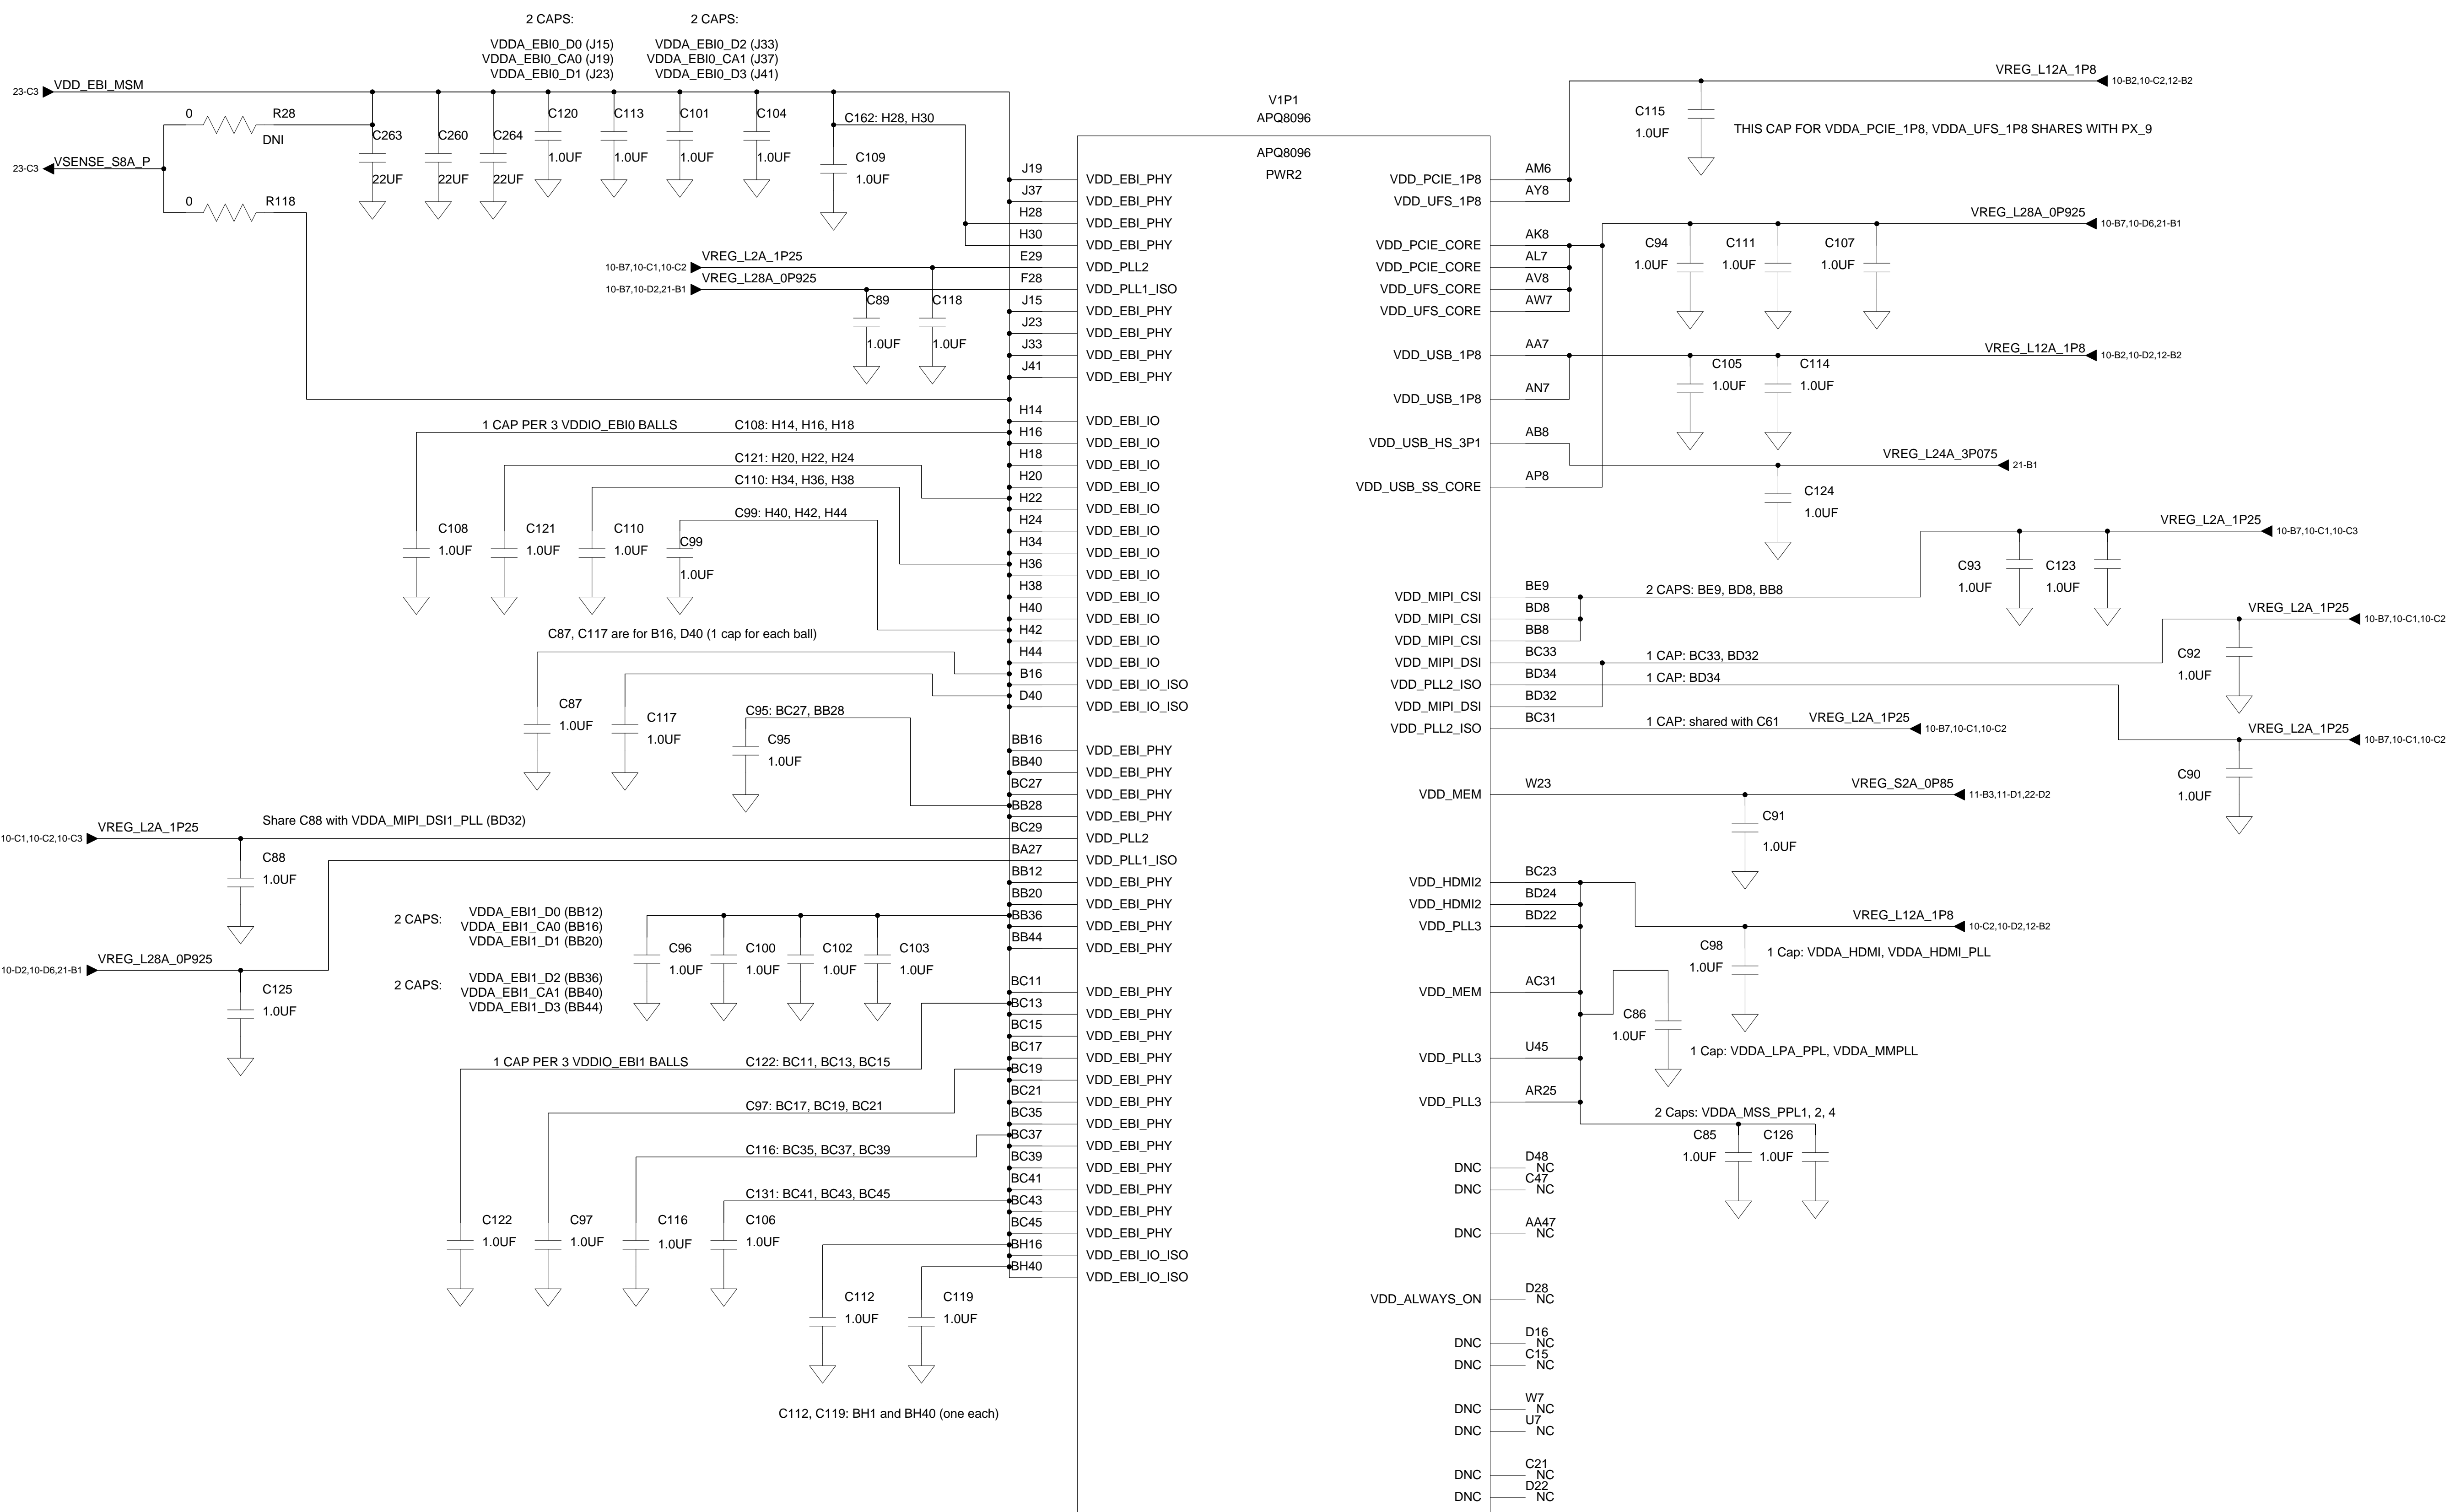 2 CAPS:
VDDA_EBI0_D0 (J15)
VDDA_EBI0_CA0 (J19)
VDDA_EBI0_D1 (J23)
2 CAPS:
VDDA_EBI0_D2 (J33)
VDDA_EBI0_CA1 (J37)
VDDA_EBI0_D3 (J41)
23-C3 VDD_EBI_MSM
0 R28
DNI
23-C3 VSENSE_S8A_P
0 R118
C263
22UF
C260
22UF
C264
22UF
C120
1.0UF
C113
1.0UF
C101
1.0UF
C104
1.0UF
C162: H28, H30
C109
1.0UF
V1P1
APQ8096
APQ8096
PWR2
J19 VDD_EBI_PHY
J37 VDD_EBI_PHY
H28 VDD_EBI_PHY
H30 VDD_EBI_PHY
10-B7,10-C1,10-C2 VREG_L2A_1P25
E29 VDD_PLL2
10-B7,10-D2,21-B1 VREG_L28A_0P925
F28 VDD_PLL1_ISO
C89
1.0UF
C118
1.0UF
J15 VDD_EBI_PHY
J23 VDD_EBI_PHY
J33 VDD_EBI_PHY
J41 VDD_EBI_PHY
1 CAP PER 3 VDDIO_EBI0 BALLS
C108: H14, H16, H18
C121: H20, H22, H24
C110: H34, H36, H38
C99: H40, H42, H44
H14 VDD_EBI_IO
H16 VDD_EBI_IO
H18 VDD_EBI_IO
H20 VDD_EBI_IO
H22 VDD_EBI_IO
H24 VDD_EBI_IO
H34 VDD_EBI_IO
H36 VDD_EBI_IO
H38 VDD_EBI_IO
H40 VDD_EBI_IO
H42 VDD_EBI_IO
H44 VDD_EBI_IO
B16 VDD_EBI_IO_ISO
D40 VDD_EBI_IO_ISO
C108
1.0UF
C121
1.0UF
C110
1.0UF
C99
1.0UF
C87, C117 are for B16, D40 (1 cap for each ball)
C87
1.0UF
C117
1.0UF
C95: BC27, BB28
C95
1.0UF
BB16 VDD_EBI_PHY
BB40 VDD_EBI_PHY
BC27 VDD_EBI_PHY
BB28 VDD_EBI_PHY
BC29 VDD_PLL2
BA27 VDD_PLL1_ISO
BB12 VDD_EBI_PHY
BB20 VDD_EBI_PHY
BB36 VDD_EBI_PHY
BB44 VDD_EBI_PHY
10-C1,10-C2,10-C3 VREG_L2A_1P25
Share C88 with VDDA_MIPI_DSI1_PLL (BD32)
C88
1.0UF
10-D2,10-D6,21-B1 VREG_L28A_0P925
C125
1.0UF
2 CAPS:
VDDA_EBI1_D0 (BB12)
VDDA_EBI1_CA0 (BB16)
VDDA_EBI1_D1 (BB20)
2 CAPS:
VDDA_EBI1_D2 (BB36)
VDDA_EBI1_CA1 (BB40)
VDDA_EBI1_D3 (BB44)
C96
1.0UF
C100
1.0UF
C102
1.0UF
C103
1.0UF
BC11 VDD_EBI_PHY
BC13 VDD_EBI_PHY
BC15 VDD_EBI_PHY
BC17 VDD_EBI_PHY
BC19 VDD_EBI_PHY
BC21 VDD_EBI_PHY
BC35 VDD_EBI_PHY
BC37 VDD_EBI_PHY
BC39 VDD_EBI_PHY
BC41 VDD_EBI_PHY
BC43 VDD_EBI_PHY
BC45 VDD_EBI_PHY
BH16 VDD_EBI_IO_ISO
BH40 VDD_EBI_IO_ISO
1 CAP PER 3 VDDIO_EBI1 BALLS
C122: BC11, BC13, BC15
C97: BC17, BC19, BC21
C116: BC35, BC37, BC39
C131: BC41, BC43, BC45
C122
1.0UF
C97
1.0UF
C116
1.0UF
C106
1.0UF
C112
1.0UF
C119
1.0UF
C112, C119: BH1 and BH40 (one each)
VREG_L12A_1P8 10-B2,10-C2,12-B2
C115
1.0UF
THIS CAP FOR VDDA_PCIE_1P8, VDDA_UFS_1P8 SHARES WITH PX_9
VDD_PCIE_1P8 AM6
VDD_UFS_1P8 AY8
VREG_L28A_0P925 10-B7,10-D6,21-B1
VDD_PCIE_CORE AK8
VDD_PCIE_CORE AL7
VDD_UFS_CORE AV8
VDD_UFS_CORE AW7
C94
1.0UF
C111
1.0UF
C107
1.0UF
VDD_USB_1P8 AA7
VREG_L12A_1P8 10-B2,10-D2,12-B2
VDD_USB_1P8 AN7
C105
1.0UF
C114
1.0UF
VDD_USB_HS_3P1 AB8
VREG_L24A_3P075 21-B1
VDD_USB_SS_CORE AP8
C124
1.0UF
VREG_L2A_1P25 10-B7,10-C1,10-C3
C93
1.0UF
C123
1.0UF
VDD_MIPI_CSI BE9
2 CAPS: BE9, BD8, BB8
VDD_MIPI_CSI BD8
VDD_MIPI_CSI BB8
VREG_L2A_1P25 10-B7,10-C1,10-C2
VDD_MIPI_DSI BC33
1 CAP: BC33, BD32
C92
1.0UF
VDD_PLL2_ISO BD34
1 CAP: BD34
VDD_MIPI_DSI BD32
VDD_PLL2_ISO BC31
1 CAP: shared with C61
VREG_L2A_1P25 10-B7,10-C1,10-C2
VREG_L2A_1P25 10-B7,10-C1,10-C2
C90
1.0UF
VDD_MEM W23
VREG_S2A_0P85 11-B3,11-D1,22-D2
C91
1.0UF
VDD_HDMI2 BC23
VDD_HDMI2 BD24
VDD_PLL3 BD22
VREG_L12A_1P8 10-C2,10-D2,12-B2
C98
1.0UF
1 Cap: VDDA_HDMI, VDDA_HDMI_PLL
VDD_MEM AC31
C86
1.0UF
1 Cap: VDDA_LPA_PPL, VDDA_MMPLL
VDD_PLL3 U45
VDD_PLL3 AR25
2 Caps: VDDA_MSS_PPL1, 2, 4
C85
1.0UF
C126
1.0UF
DNC D48 NC
DNC C47 NC
DNC AA47 NC
VDD_ALWAYS_ON D28 NC
DNC D16 NC
DNC C15 NC
DNC W7 NC
DNC U7 NC
DNC C21 NC
DNC D22 NC